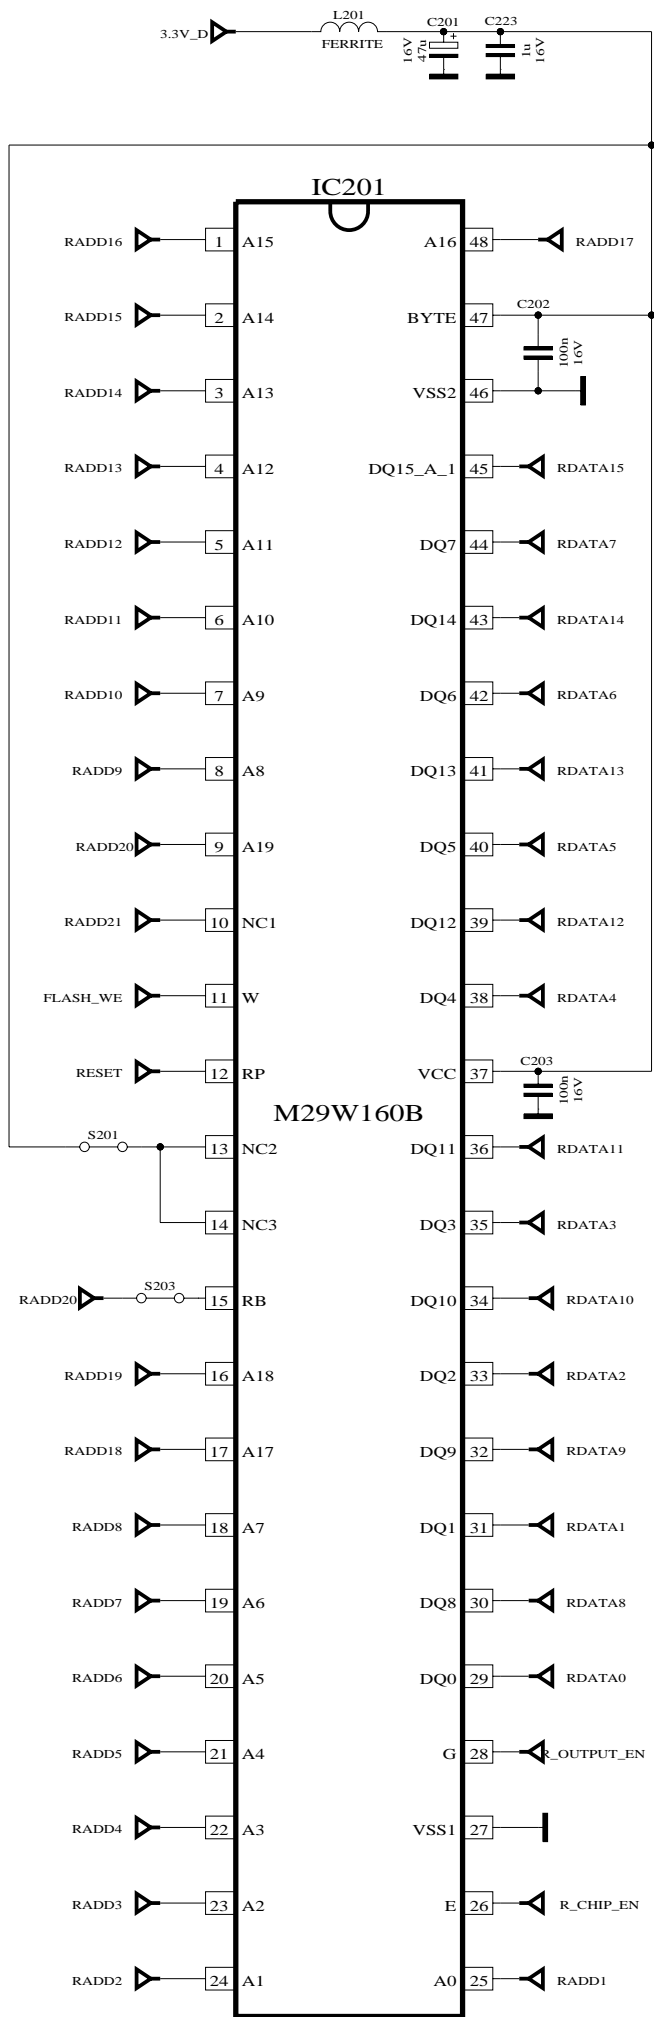 L201
C201
C223
3.3V_D
FERRITE
16V
47u
+
1u
16V
IC201
RADD16 1 A15 A16 48 RADD17
C202
RADD15 2 A14 BYTE 47
100n
16V
RADD14 3 A13 VSS2 46
RADD13 4 A12 DQ15_A_1 45 RDATA15
RADD12 5 A11 DQ7 44 RDATA7
RADD11 6 A10 DQ14 43 RDATA14
RADD10 7 A9 DQ6 42 RDATA6
RADD9 8 A8 DQ13 41 RDATA13
RADD20 9 A19 DQ5 40 RDATA5
RADD21 10 NC1 DQ12 39 RDATA12
FLASH_WE 11 W DQ4 38 RDATA4
C203
RESET 12 RP VCC 37
100n
16V
M29W160B
S201
13 NC2 DQ11 36 RDATA11
14 NC3 DQ3 35 RDATA3
S203
RADD20 15 RB DQ10 34 RDATA10
RADD19 16 A18 DQ2 33 RDATA2
RADD18 17 A17 DQ9 32 RDATA9
RADD8 18 A7 DQ1 31 RDATA1
RADD7 19 A6 DQ8 30 RDATA8
RADD6 20 A5 DQ0 29 RDATA0
RADD5 21 A4 G 28 R_OUTPUT_EN
RADD4 22 A3 VSS1 27
RADD3 23 A2 E 26 R_CHIP_EN
RADD2 24 A1 A0 25 RADD1